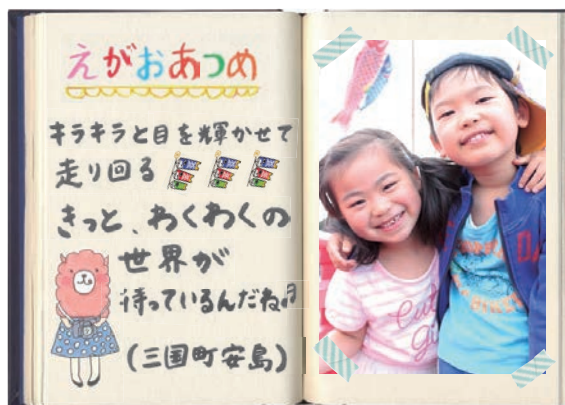 えがおあつめ
キラキラと目を輝かせて
走り回る
きっと、わくわくの
世界が
待っているんだね♬
(三国町安島)